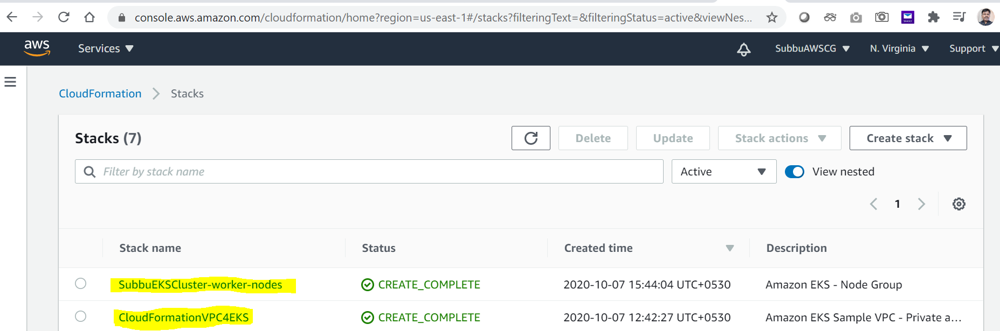 console.aws.amazon.com/cloudformation/home?region=us-east-1#/stacks?filteringText=&filteringStatus=active&viewNes...
aws Services SubbuAWSCG N. Virginia Support
CloudFormation Stacks
Stacks (7) Delete Update Stack actions Create stack
Filter by stack name Active View nested
1
Stack name Status Created time Description
SubbuEKSCluster-worker-nodes CREATE_COMPLETE 2020-10-07 15:44:04 UTC+0530 Amazon EKS - Node Group
CloudFormationVPC4EKS CREATE_COMPLETE 2020-10-07 12:42:27 UTC+0530 Amazon EKS Sample VPC - Private a...